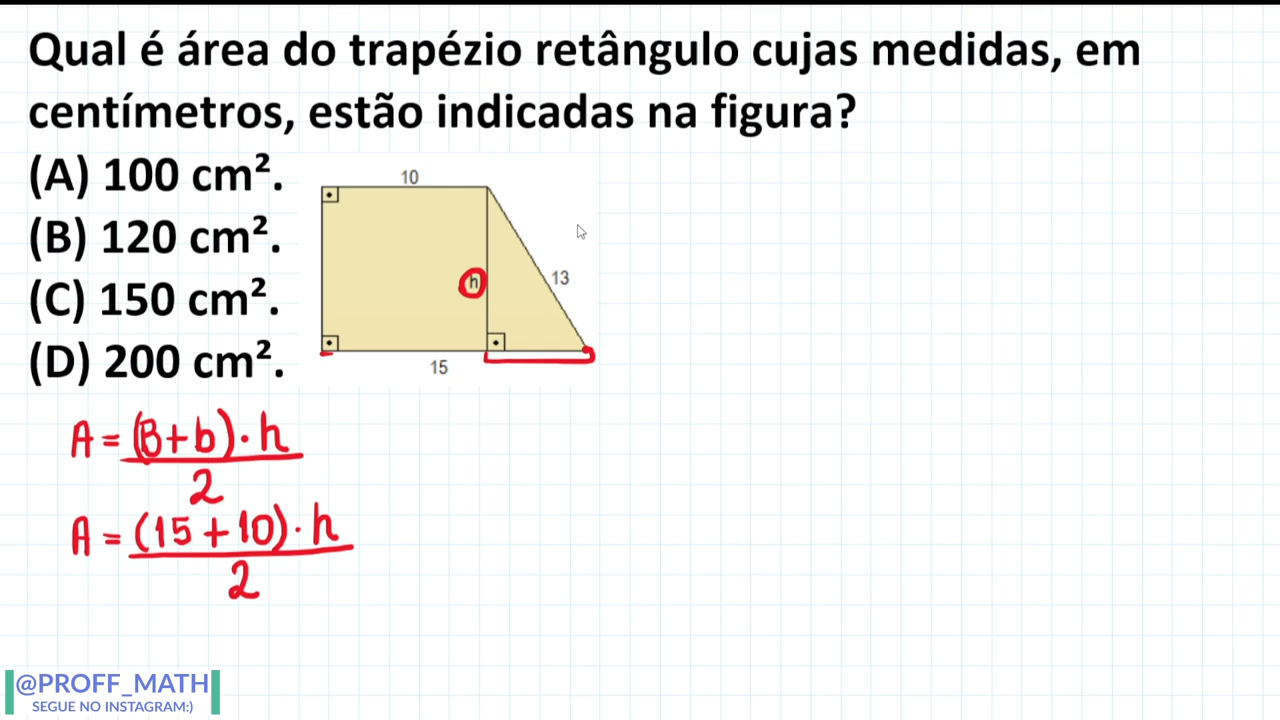 Qual é área do trapézio retângulo cujas medidas, em
centímetros, estão indicadas na figura?
(A) 100 cm².
(B) 120 cm².
(C) 150 cm².
(D) 200 cm².
10
h
13
15
A = (B+b)·h
2
A = (15+10)·h
2
@PROFF_MATH
SEGUE NO INSTAGRAM:)